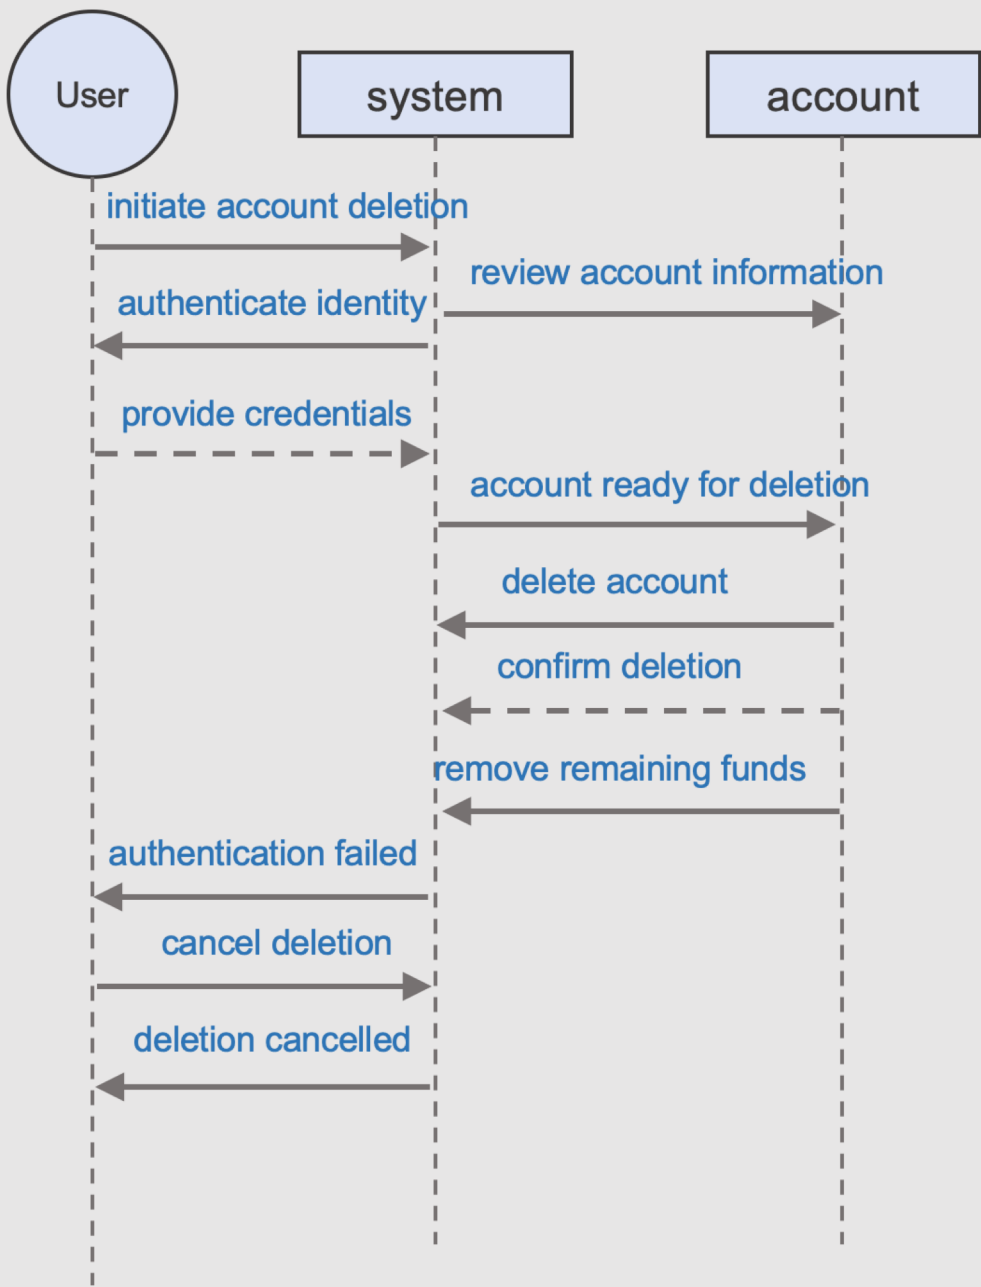 User
system
account
initiate account deletion
review account information
authenticate identity
provide credentials
account ready for deletion
delete account
confirm deletion
remove remaining funds
authentication failed
cancel deletion
deletion cancelled